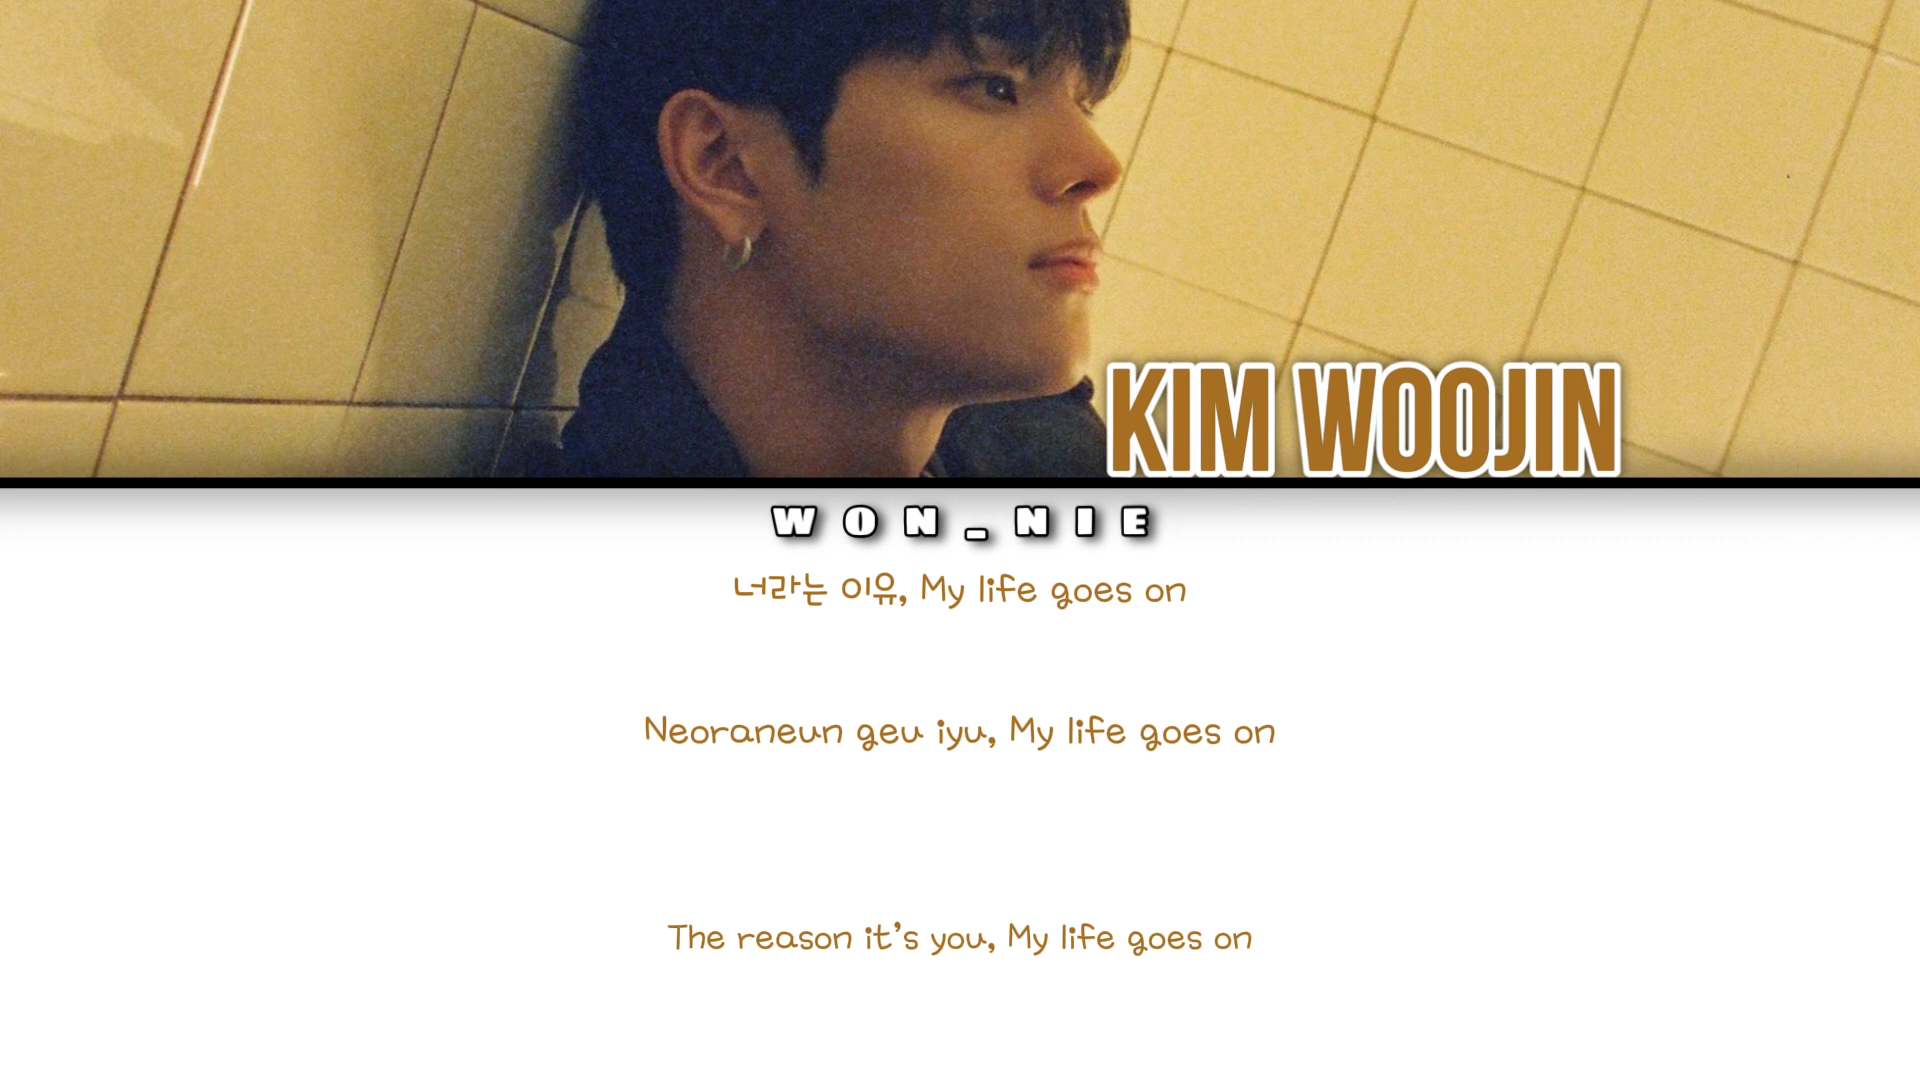 KIM WOOJIN
WON_NIE
너라는 이유, My life goes on
Neoraneun geu iyu, My life goes on
The reason it's you, My life goes on